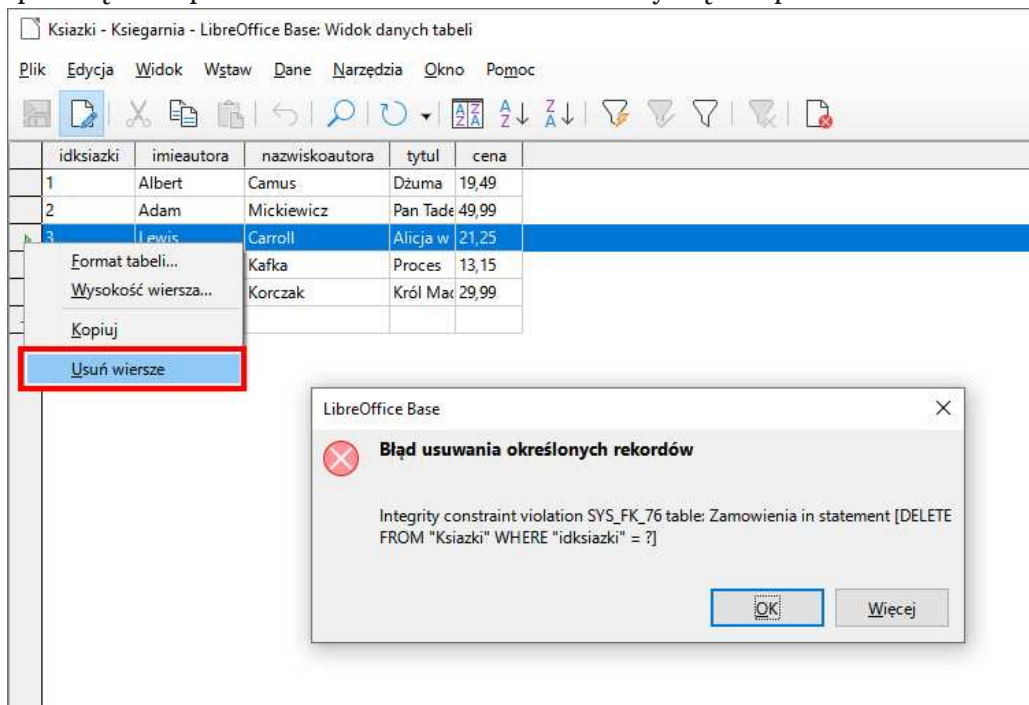 Ksiazki - Ksiegarnia - LibreOffice Base: Widok danych tabeli
Plik Edycja Widok Wstaw Dane Narzędzia Okno Pomoc
idksiazki imieautora nazwiskoautora tytul cena
1 Albert Camus Dżuma 19,49
2 Adam Mickiewicz Pan Tade 49,99
3 Lewis Carroll Alicja w 21,25
Format tabeli... Kafka Proces 13,15
Wysokość wiersza... Korczak Król Mac 29,99
Kopiuj
Usuń wiersze
LibreOffice Base
Błąd usuwania określonych rekordów
Integrity constraint violation SYS_FK_76 table: Zamowienia in statement [DELETE
FROM "Ksiazki" WHERE "idksiazki" = ?]
OK Więcej